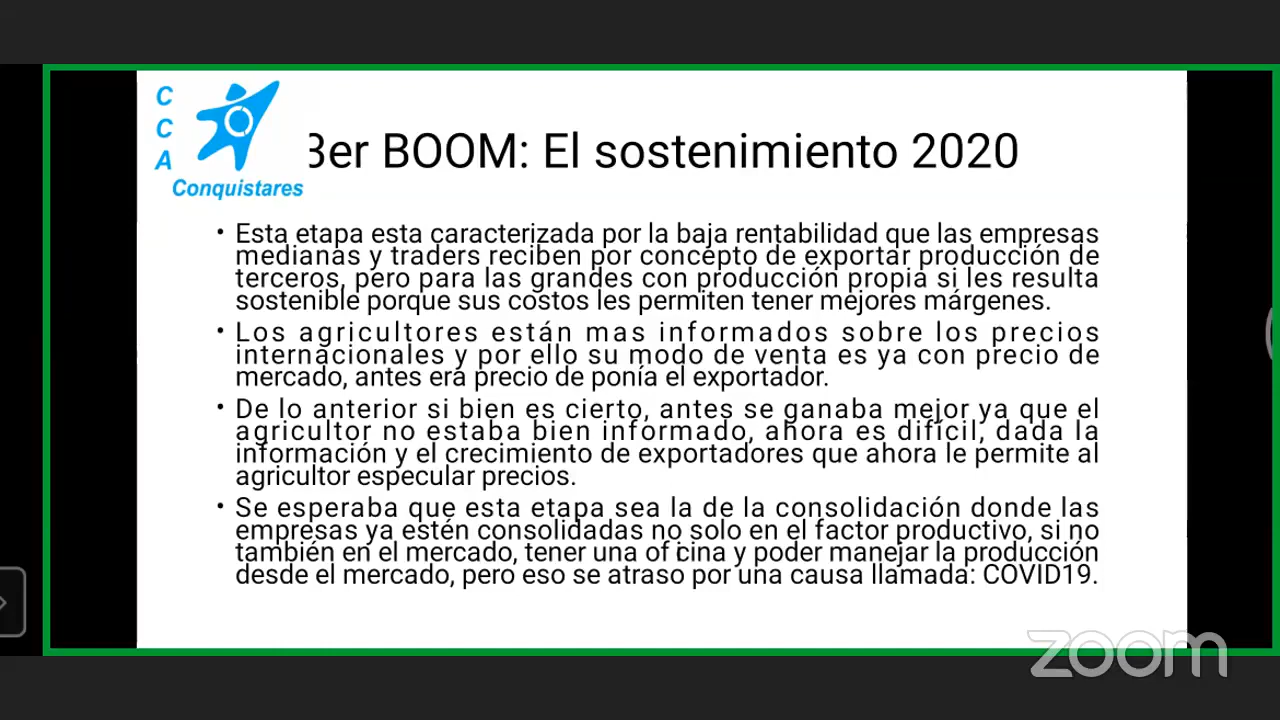 C
C
A
Conquistares
3er BOOM: El sostenimiento 2020
• Esta etapa esta caracterizada por la baja rentabilidad que las empresas
medianas y traders reciben por concepto de exportar producción de
terceros, pero para las grandes con producción propia si les resulta
sostenible porque sus costos les permiten tener mejores márgenes.
• Los agricultores están mas informados sobre los precios
internacionales y por ello su modo de venta es ya con precio de
mercado, antes era precio de ponía el exportador.
• De lo anterior si bien es cierto, antes se ganaba mejor ya que el
agricultor no estaba bien informado, ahora es difícil, dada la
información y el crecimiento de exportadores que ahora le permite al
agricultor especular precios.
• Se esperaba que esta etapa sea la de la consolidación donde las
empresas ya estén consolidadas no solo en el factor productivo, si no
también en el mercado, tener una of icina y poder manejar la producción
desde el mercado, pero eso se atraso por una causa llamada: COVID19.
zoom